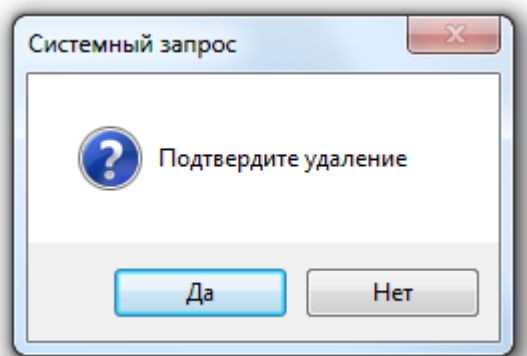 Системный запрос
Подтвердите удаление
Да
Нет